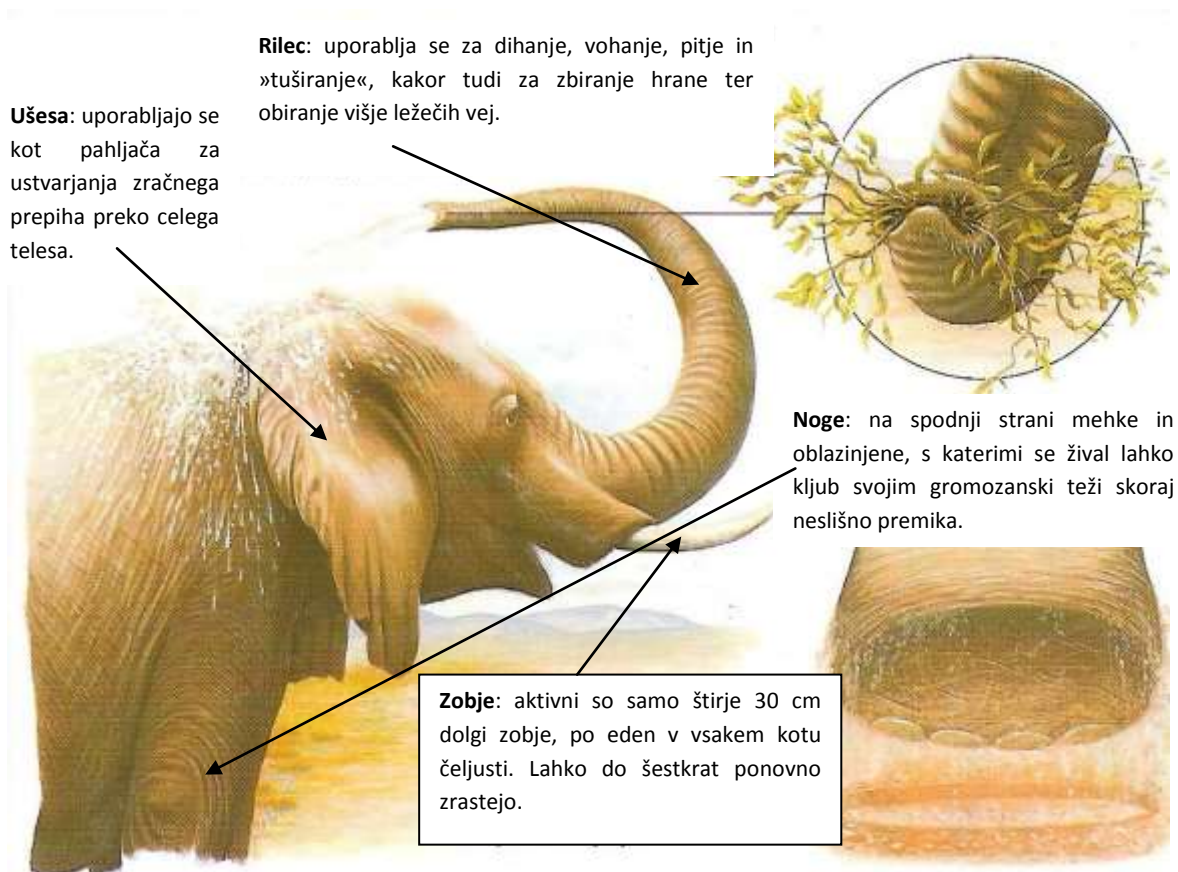 Rilec: uporablja se za dihanje, vohanje, pitje in
»tuširanje«, kakor tudi za zbiranje hrane ter
obiranje višje ležečih vej.
Ušesa: uporabljajo se
kot pahljača za
ustvarjanja zračnega
prepiha preko celega
telesa.
Noge: na spodnji strani mehke in
oblazinjene, s katerimi se žival lahko
kljub svojim gromozanski teži skoraj
neslišno premika.
Zobje: aktivni so samo štirje 30 cm
dolgi zobje, po eden v vsakem kotu
čeljusti. Lahko do šestkrat ponovno
zrastejo.